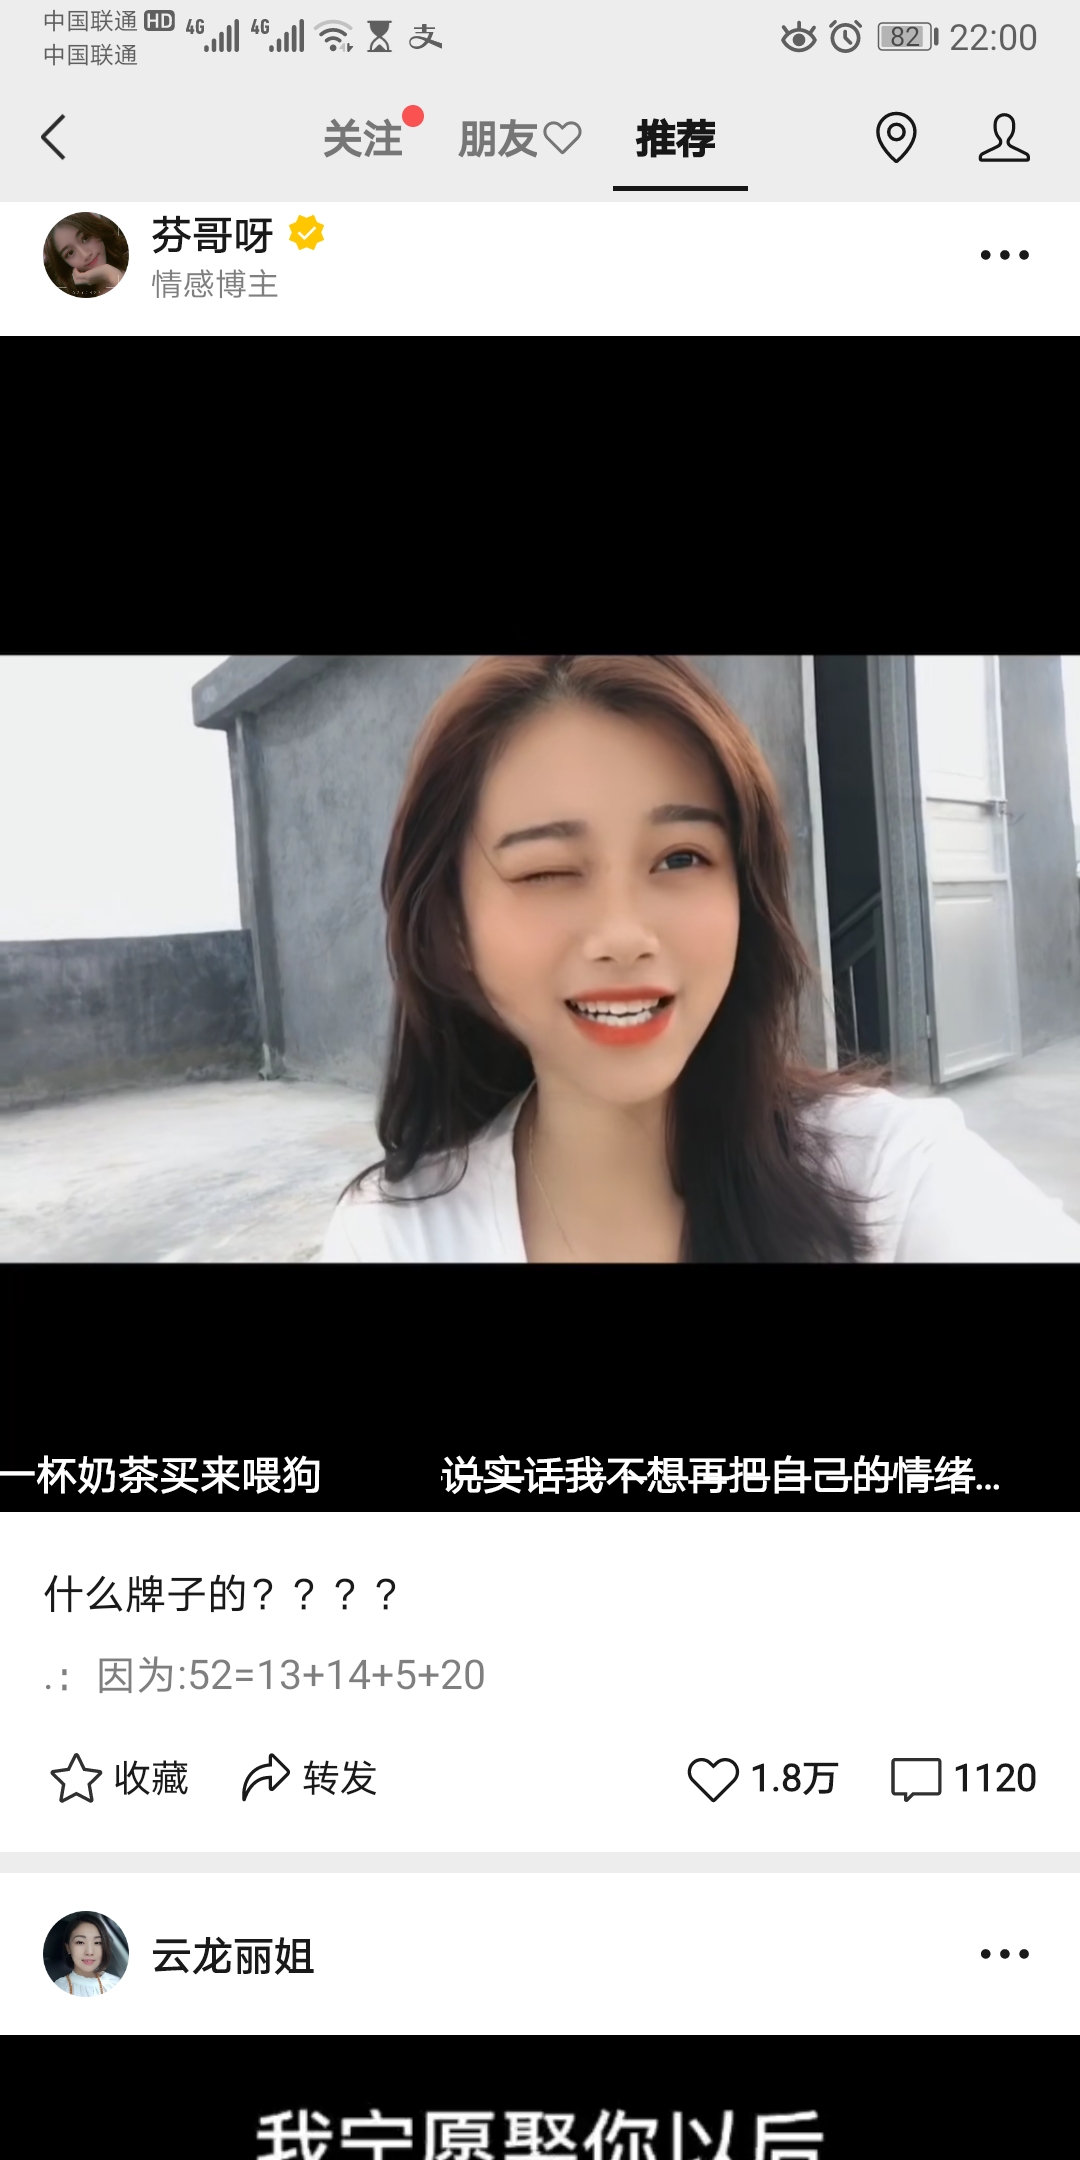 中国联通 HD 4G 4G 支 82 22:00
中国联通
关注 朋友♡ 推荐
芬哥呀
情感博主
一杯奶茶买来喂狗 说实话我不想再把自己的情绪...
什么牌子的？？？？
.： 因为:52=13+14+5+20
收藏 转发 1.8万 1120
云龙丽姐
我宁愿娶你以后